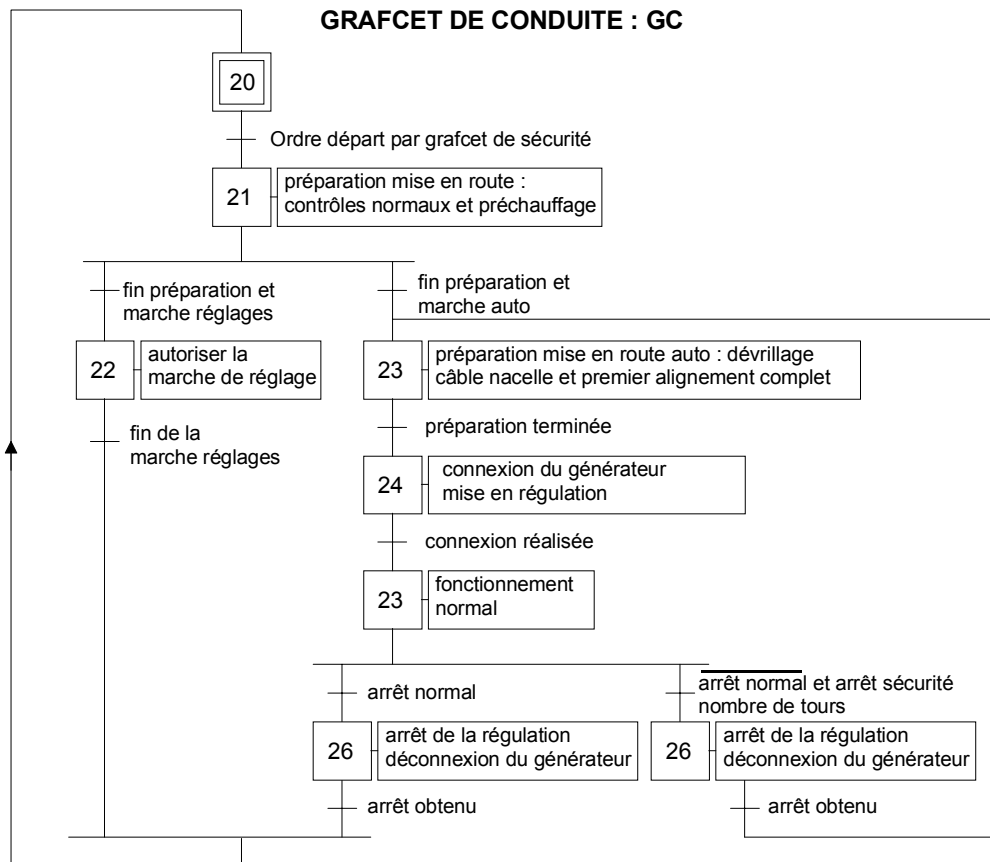 GRAFCET DE CONDUITE : GC
20
Ordre départ par grafcet de sécurité
21
préparation mise en route :
contrôles normaux et préchauffage
fin préparation et
marche réglages
fin préparation et
marche auto
22
autoriser la
marche de réglage
23
préparation mise en route auto : dévrillage
câble nacelle et premier alignement complet
fin de la
marche réglages
préparation terminée
24
connexion du générateur
mise en régulation
connexion réalisée
23
fonctionnement
normal
arrêt normal
arrêt normal et arrêt sécurité
nombre de tours
26
arrêt de la régulation
déconnexion du générateur
26
arrêt de la régulation
déconnexion du générateur
arrêt obtenu
arrêt obtenu